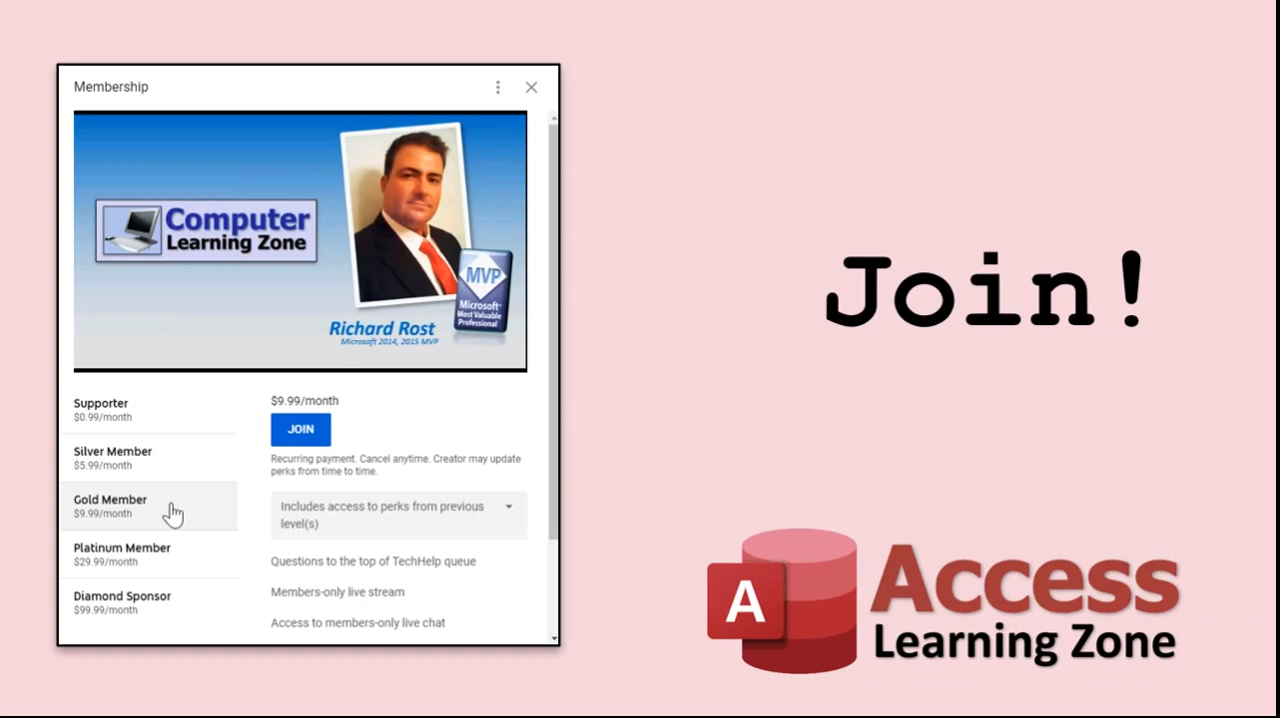 Membership
Computer
Learning Zone
MVP
Microsoft®
Most Valuable
Professional
Richard Rost
Microsoft 2014, 2015 MVP
Supporter
$0.99/month
Silver Member
$5.99/month
Gold Member
$9.99/month
Platinum Member
$29.99/month
Diamond Sponsor
$99.99/month
$9.99/month
JOIN
Recurring payment. Cancel anytime. Creator may update
perks from time to time.
Includes access to perks from previous
level(s)
Questions to the top of TechHelp queue
Members-only live stream
Access to members-only live chat
Join!
A
Access
Learning Zone